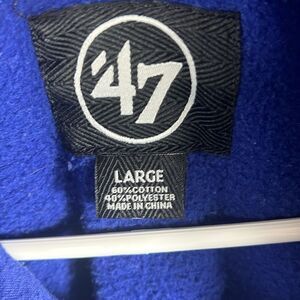 '47
LARGE
60%COTTON
40%POLYESTER
MADE IN CHINA